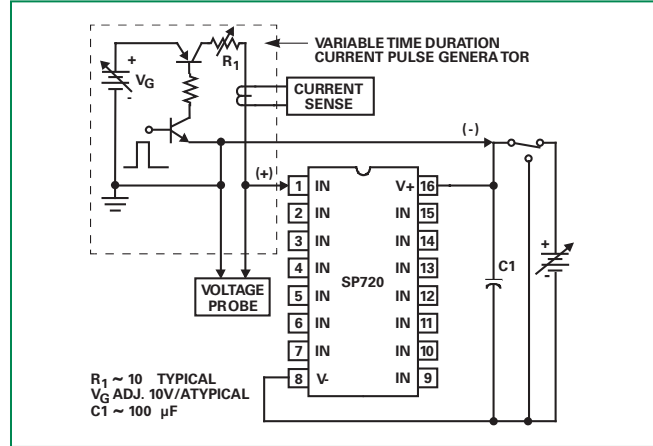 VARIABLE TIME DURATION
CURRENT PULSE GENERATOR
R1
+
VG
-
CURRENT
SENSE
(-)
(+)
1 IN V+ 16
2 IN IN 15
3 IN IN 14
4 IN IN 13
5 IN IN 12
6 IN IN 11
7 IN IN 10
8 V- IN 9
SP720
C1
+
-
VOLTAGE
PROBE
R1 ~ 10 TYPICAL
VG ADJ. 10V/A TYPICAL
C1 ~ 100 µF